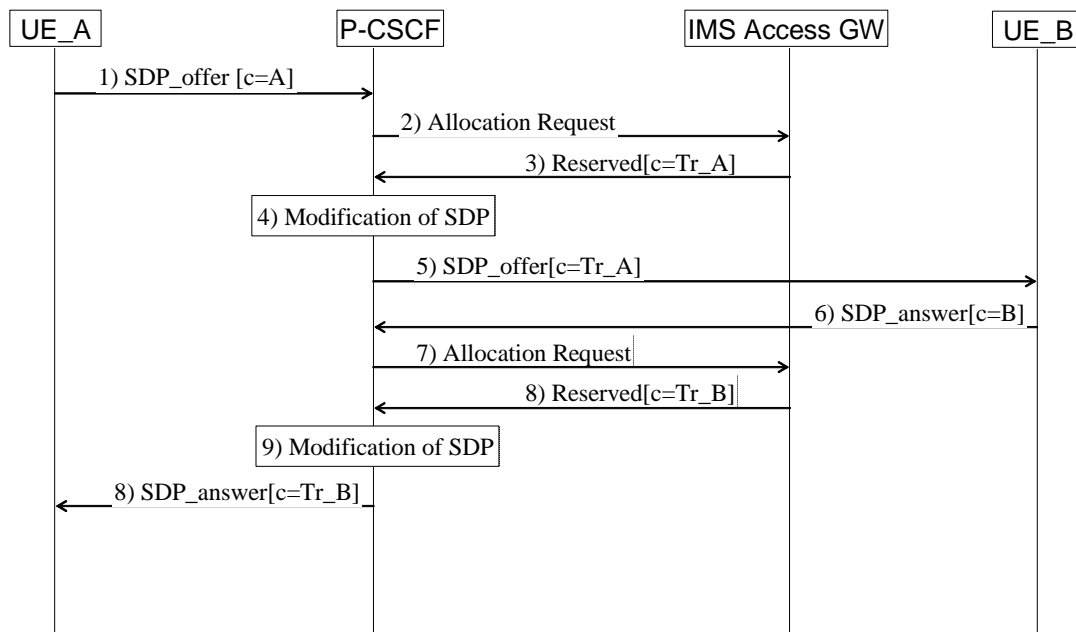 UE_A
P-CSCF
IMS Access GW
UE_B
1) SDP_offer [c=A]
2) Allocation Request
3) Reserved[c=Tr_A]
4) Modification of SDP
5) SDP_offer[c=Tr_A]
6) SDP_answer[c=B]
7) Allocation Request
8) Reserved[c=Tr_B]
9) Modification of SDP
8) SDP_answer[c=Tr_B]